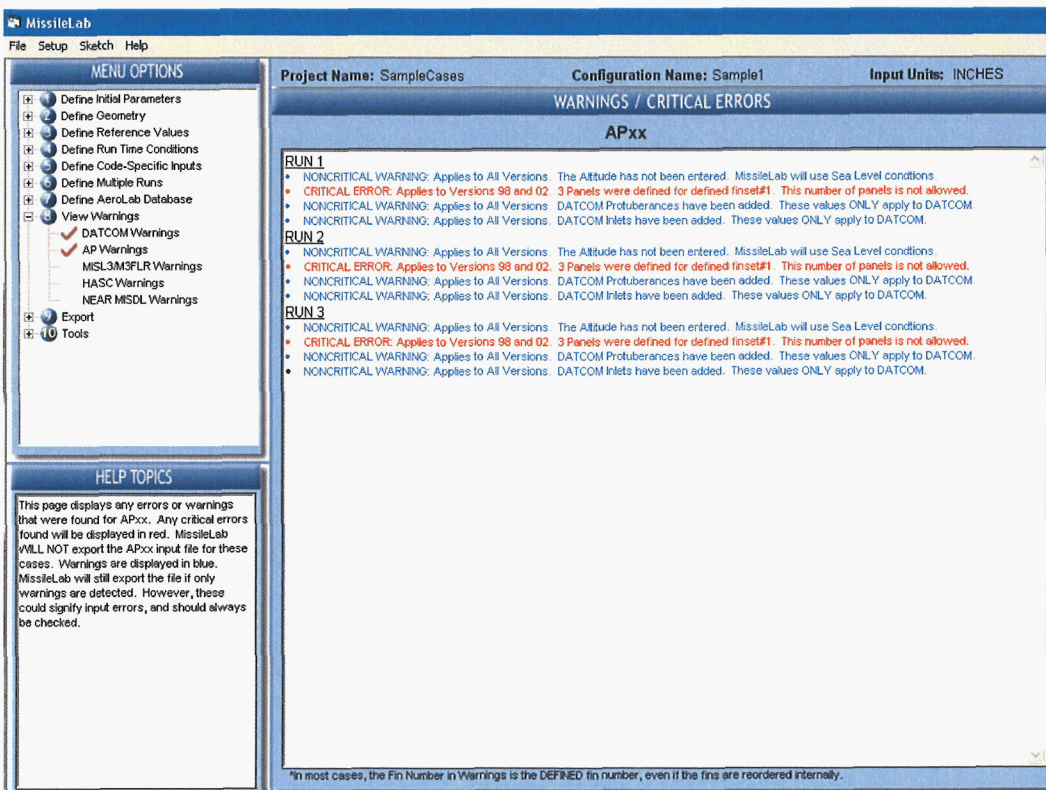 MissileLab
File Setup Sketch Help
MENU OPTIONS
1 Define Initial Parameters
2 Define Geometry
3 Define Reference Values
4 Define Run Time Conditions
5 Define Code-Specific Inputs
6 Define Multiple Runs
7 Define AeroLab Database
8 View Warnings
DATCOM Warnings
AP Warnings
MISL3/M3FLR Warnings
HASC Warnings
NEAR MISDL Warnings
9 Export
10 Tools
HELP TOPICS
This page displays any errors or warnings
that were found for APxx. Any critical errors
found will be displayed in red. MissileLab
WILL NOT export the APxx input file for these
cases. Warnings are displayed in blue.
MissileLab will still export the file if only
warnings are detected. However, these
could signify input errors, and should always
be checked.
Project Name: SampleCases Configuration Name: Sample1 Input Units: INCHES
WARNINGS / CRITICAL ERRORS
APxx
RUN 1
• NONCRITICAL WARNING: Applies to All Versions. The Altitude has not been entered. MissileLab will use Sea Level condtions.
• CRITICAL ERROR: Applies to Versions 98 and 02. 3 Panels were defined for defined finset#1. This number of panels is not allowed.
• NONCRITICAL WARNING: Applies to All Versions. DATCOM Protuberances have been added. These values ONLY apply to DATCOM.
• NONCRITICAL WARNING: Applies to All Versions. DATCOM Inlets have been added. These values ONLY apply to DATCOM.
RUN 2
• NONCRITICAL WARNING: Applies to All Versions. The Altitude has not been entered. MissileLab will use Sea Level condtions.
• CRITICAL ERROR: Applies to Versions 98 and 02. 3 Panels were defined for defined finset#1. This number of panels is not allowed.
• NONCRITICAL WARNING: Applies to All Versions. DATCOM Protuberances have been added. These values ONLY apply to DATCOM.
• NONCRITICAL WARNING: Applies to All Versions. DATCOM Inlets have been added. These values ONLY apply to DATCOM.
RUN 3
• NONCRITICAL WARNING: Applies to All Versions. The Altitude has not been entered. MissileLab will use Sea Level condtions.
• CRITICAL ERROR: Applies to Versions 98 and 02. 3 Panels were defined for defined finset#1. This number of panels is not allowed.
• NONCRITICAL WARNING: Applies to All Versions. DATCOM Protuberances have been added. These values ONLY apply to DATCOM.
• NONCRITICAL WARNING: Applies to All Versions. DATCOM Inlets have been added. These values ONLY apply to DATCOM.
*In most cases, the Fin Number in Warnings is the DEFINED fin number, even if the fins are reordered internally.